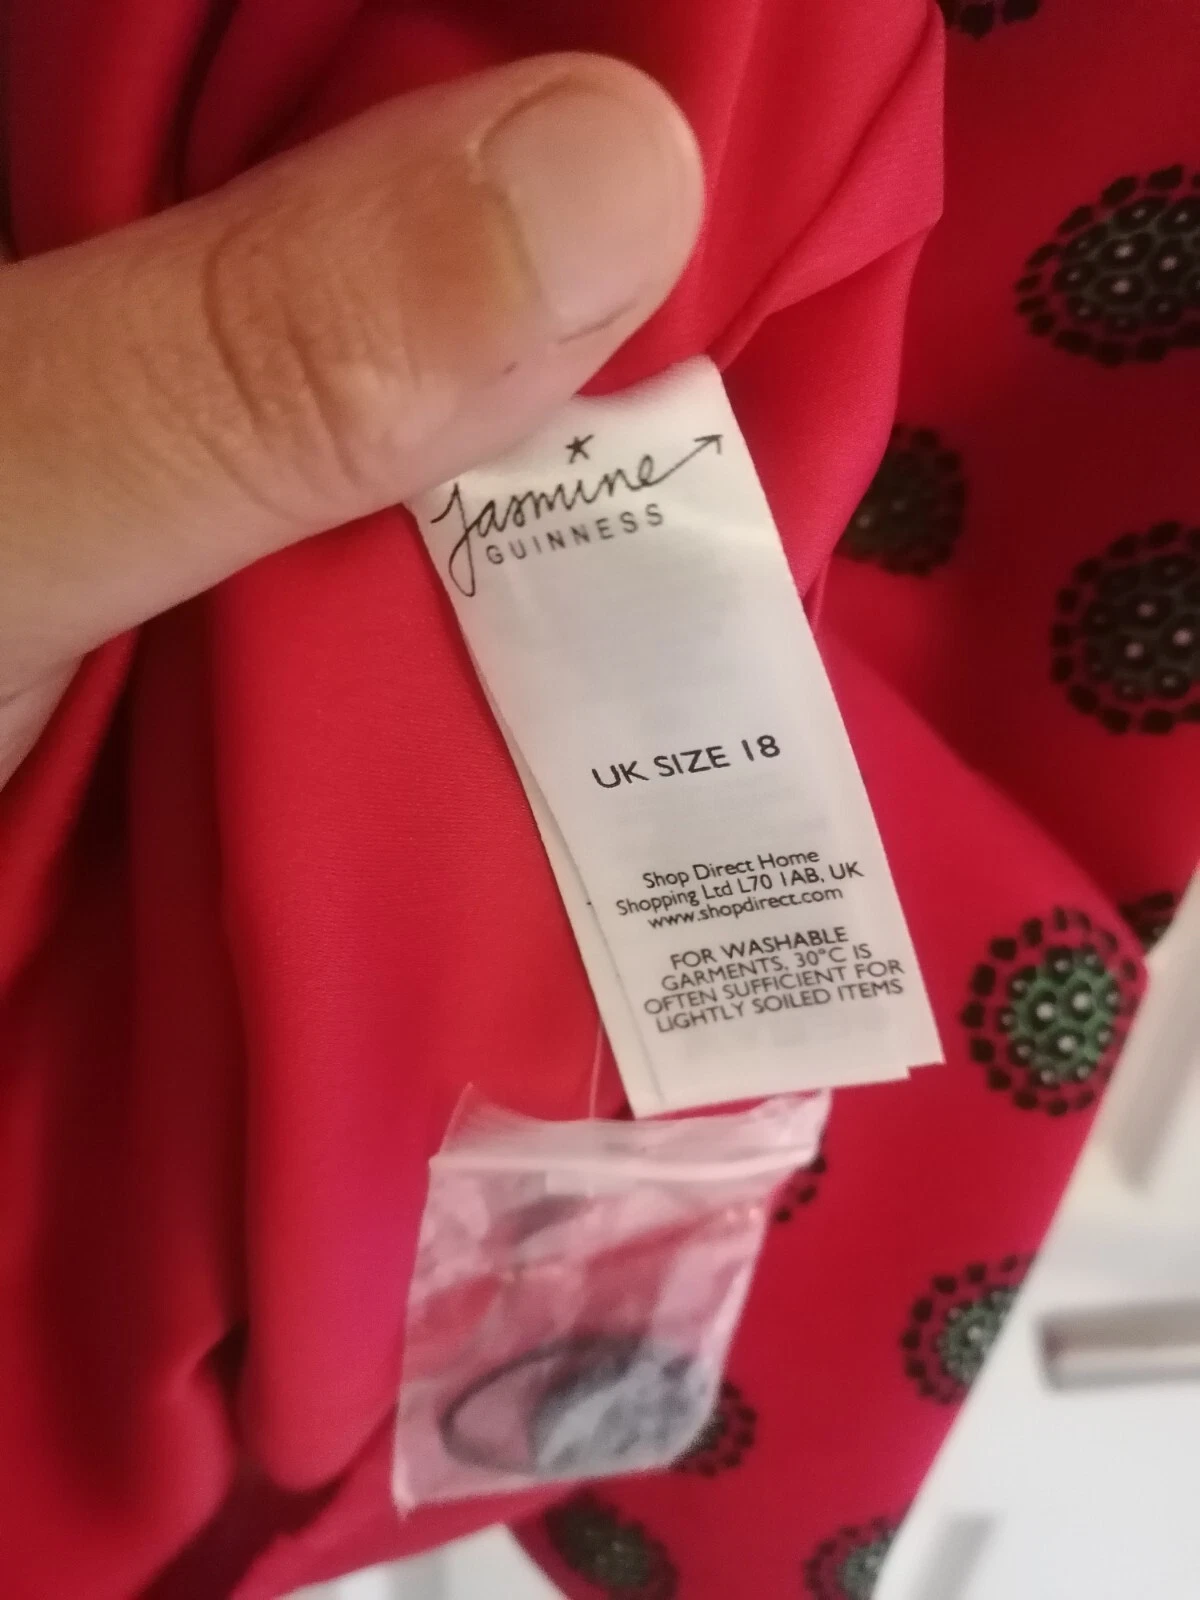 Jasmine
GUINNESS
UK SIZE 18
Shop Direct Home
Shopping Ltd L70 1AB, UK
www.shopdirect.com
FOR WASHABLE
GARMENTS, 30°C IS
OFTEN SUFFICIENT FOR
LIGHTLY SOILED ITEMS